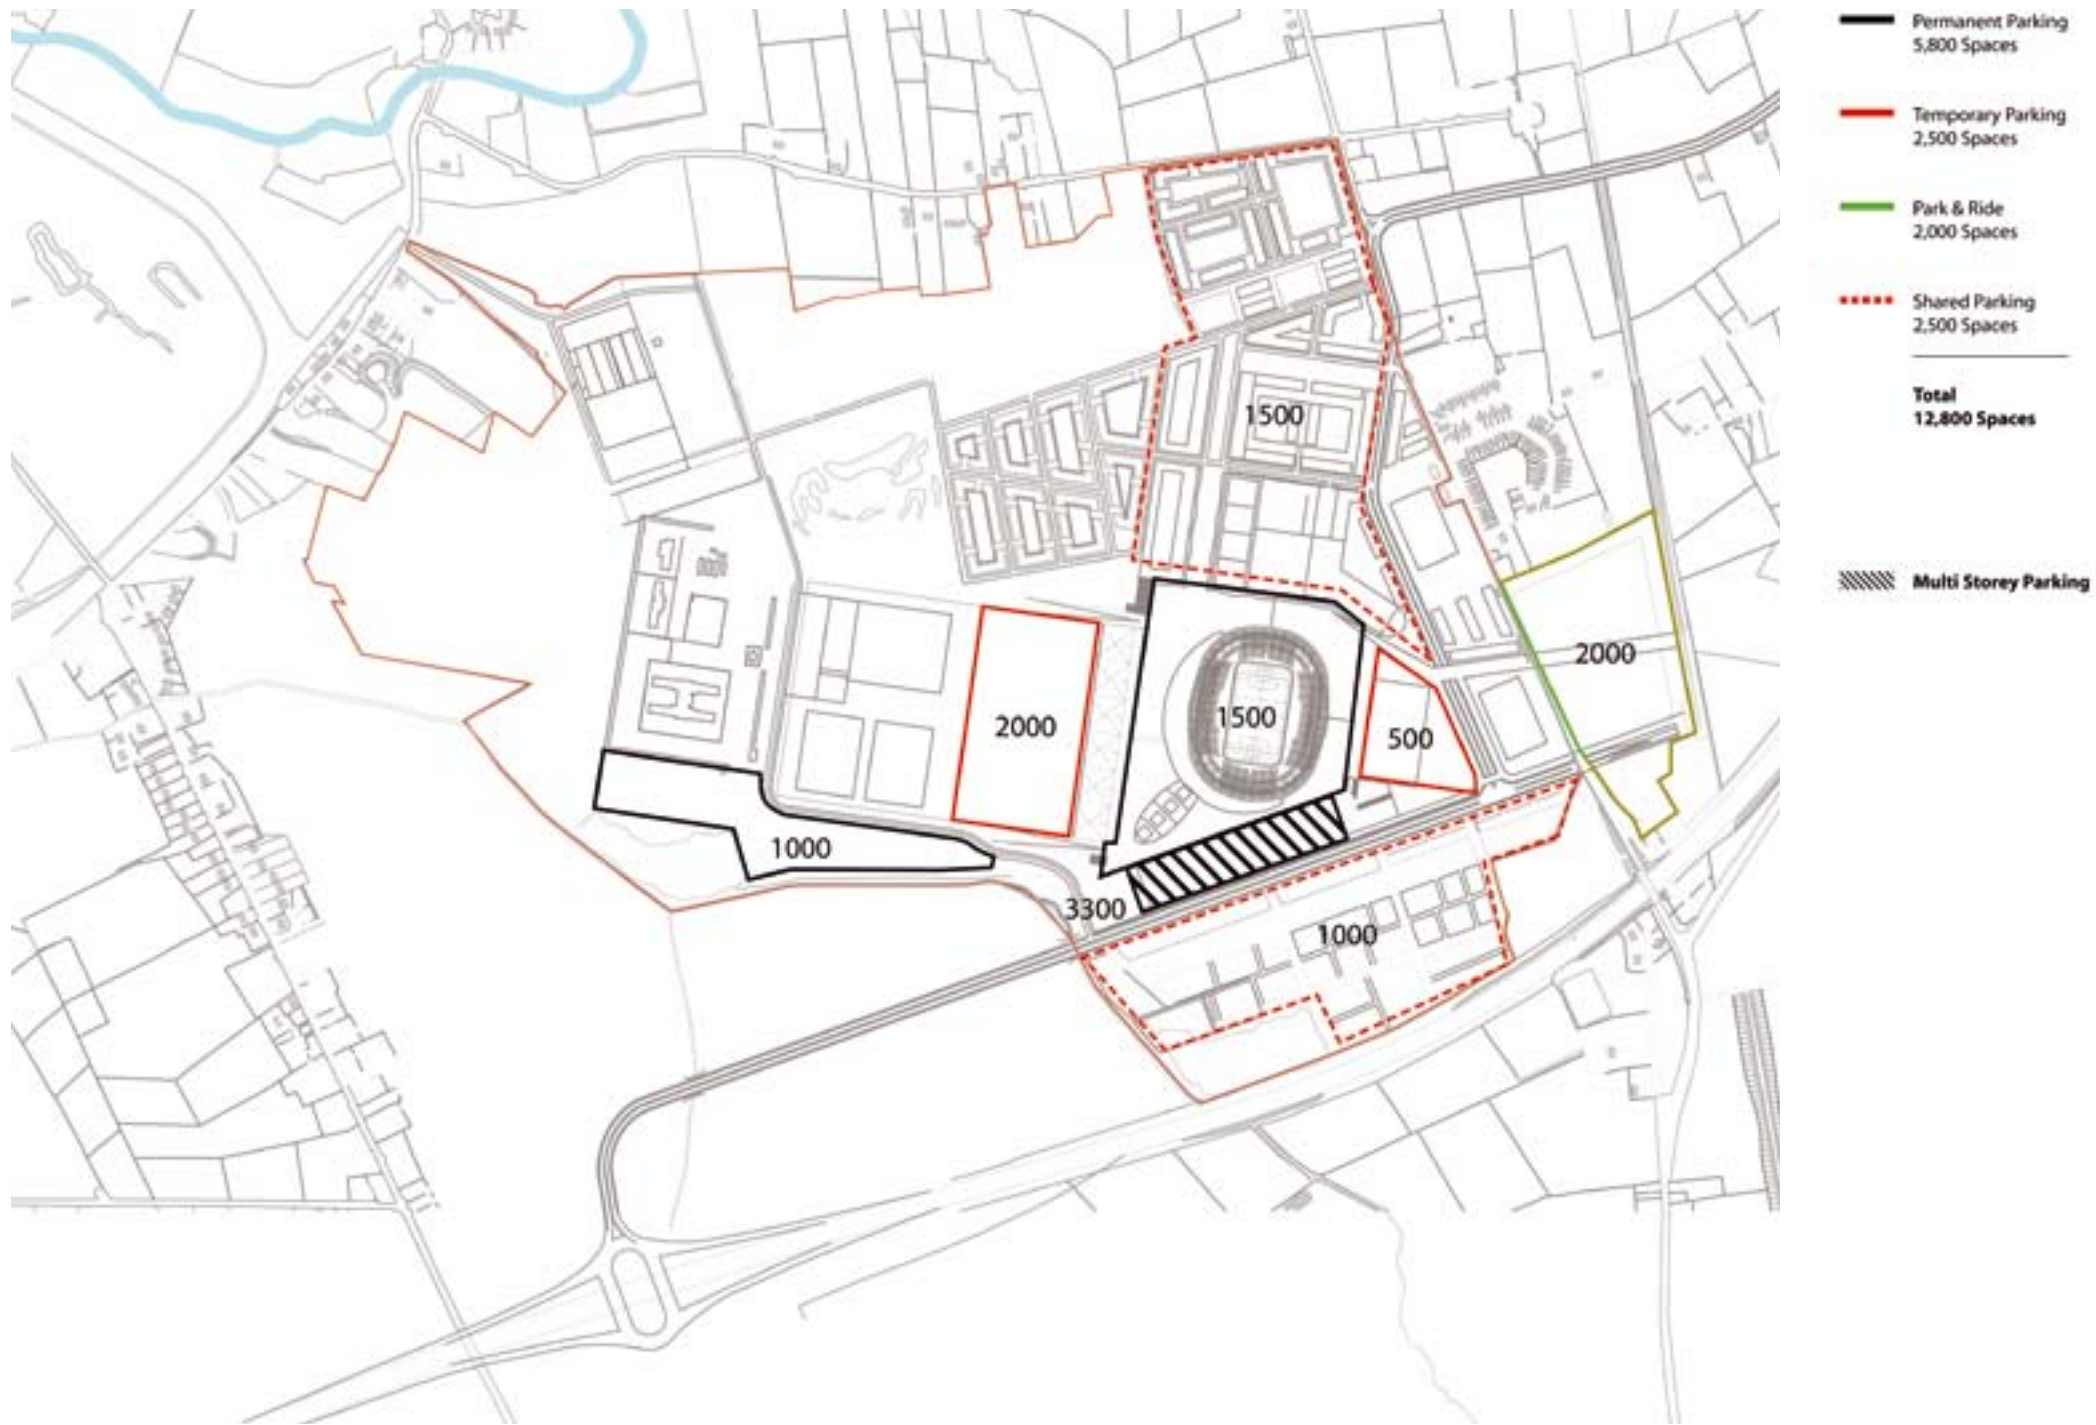 Permanent Parking
5,800 Spaces
Temporary Parking
2,500 Spaces
Park & Ride
2,000 Spaces
Shared Parking
2,500 Spaces
Total
12,800 Spaces
Multi Storey Parking
1500
2000
2000
1500
500
1000
3300
1000